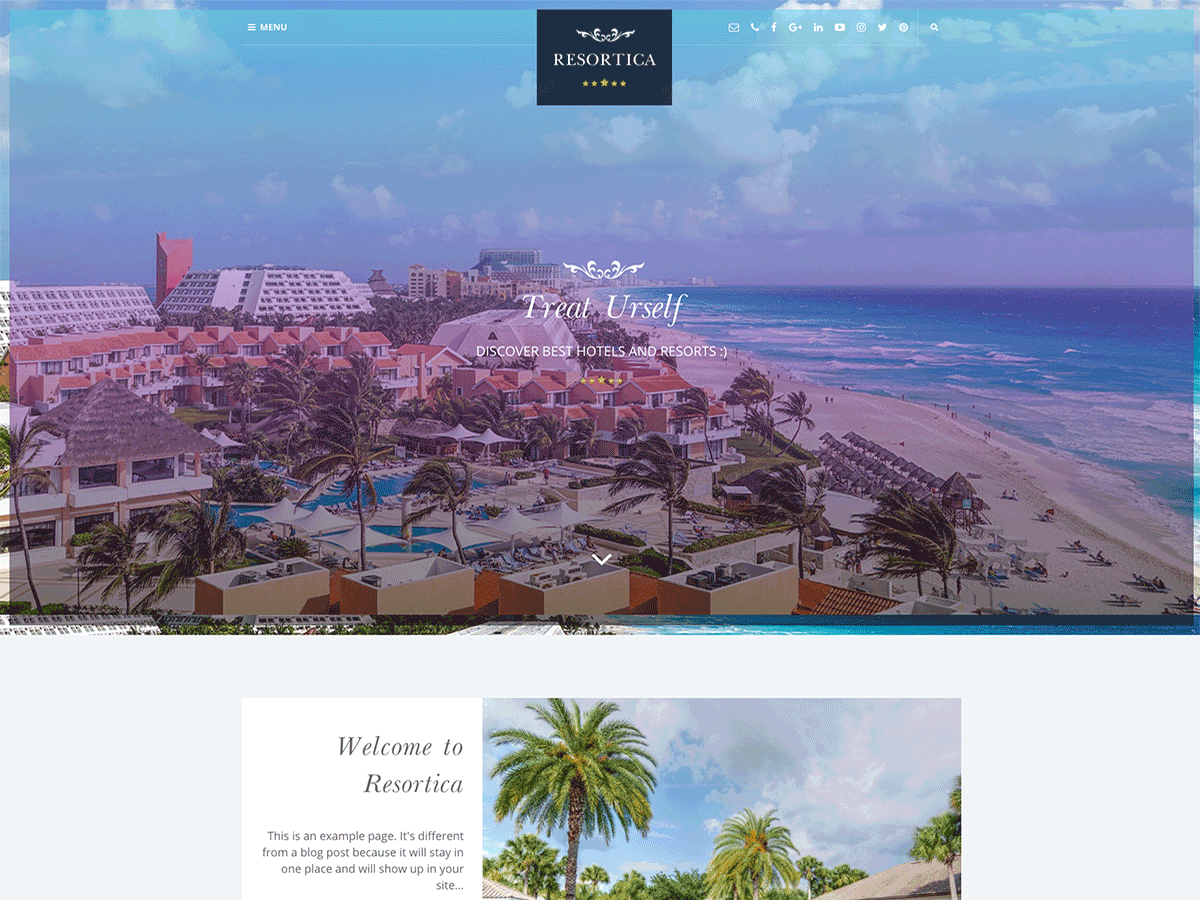 MENU
RESORTICA
Treat Urself
DISCOVER BEST HOTELS AND RESORTS :)
Welcome to
Resortica
This is an example page. It's different
from a blog post because it will stay in
one place and will show up in your
site...